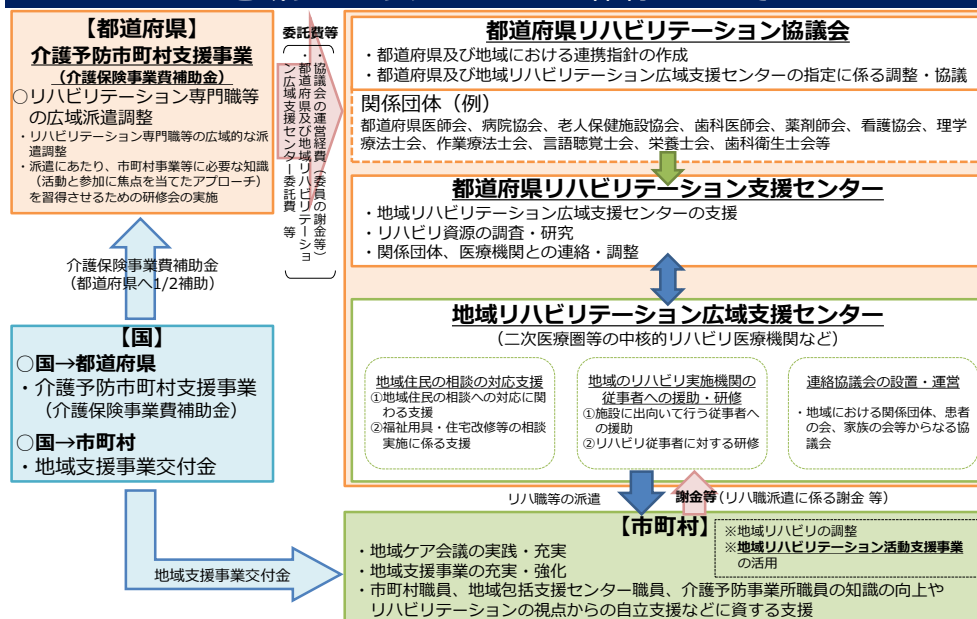 【都道府県】
介護予防市町村支援事業
(介護保険事業費補助金)
○リハビリテーション専門職等
の広域派遣調整
・リハビリテーション専門職等の広域的な派
遣調整
・派遣にあたり、市町村事業等に必要な知識
（活動と参加に焦点を当てたアプローチ）
を習得させるための研修会の実施
委託費等
・協議会の運営経費（委員の謝金等）
・都道府県及び地域リハビリテーショ
ン広域支援センター委託費 等
都道府県リハビリテーション協議会
・都道府県及び地域における連携指針の作成
・都道府県及び地域リハビリテーション広域支援センターの指定に係る調整・協議
関係団体（例）
都道府県医師会、病院協会、老人保健施設協会、歯科医師会、薬剤師会、看護協会、理学
療法士会、作業療法士会、言語聴覚士会、栄養士会、歯科衛生士会等
都道府県リハビリテーション支援センター
・地域リハビリテーション広域支援センターの支援
・リハビリ資源の調査・研究
・関係団体、医療機関との連絡・調整
介護保険事業費補助金
（都道府県へ1/2補助）
【国】
○国→都道府県
・介護予防市町村支援事業
（介護保険事業費補助金）
○国→市町村
・地域支援事業交付金
地域リハビリテーション広域支援センター
（二次医療圏等の中核的リハビリ医療機関など）
地域住民の相談の対応支援
①地域住民の相談への対応に関
わる支援
②福祉用具・住宅改修等の相談
実施に係る支援
地域のリハビリ実施機関の
従事者への援助・研修
①施設に出向いて行う従事者へ
の援助
②リハビリ従事者に対する研修
連絡協議会の設置・運営
・地域における関係団体、患者
の会、家族の会等からなる協
議会
リハ職等の派遣
謝金等（リハ職派遣に係る謝金 等）
【市町村】
※地域リハビリの調整
※地域リハビリテーション活動支援事業
の活用
・地域ケア会議の実践・充実
・地域支援事業の充実・強化
・市町村職員、地域包括支援センター職員、介護予防事業所職員の知識の向上や
リハビリテーションの視点からの自立支援などに資する支援
地域支援事業交付金